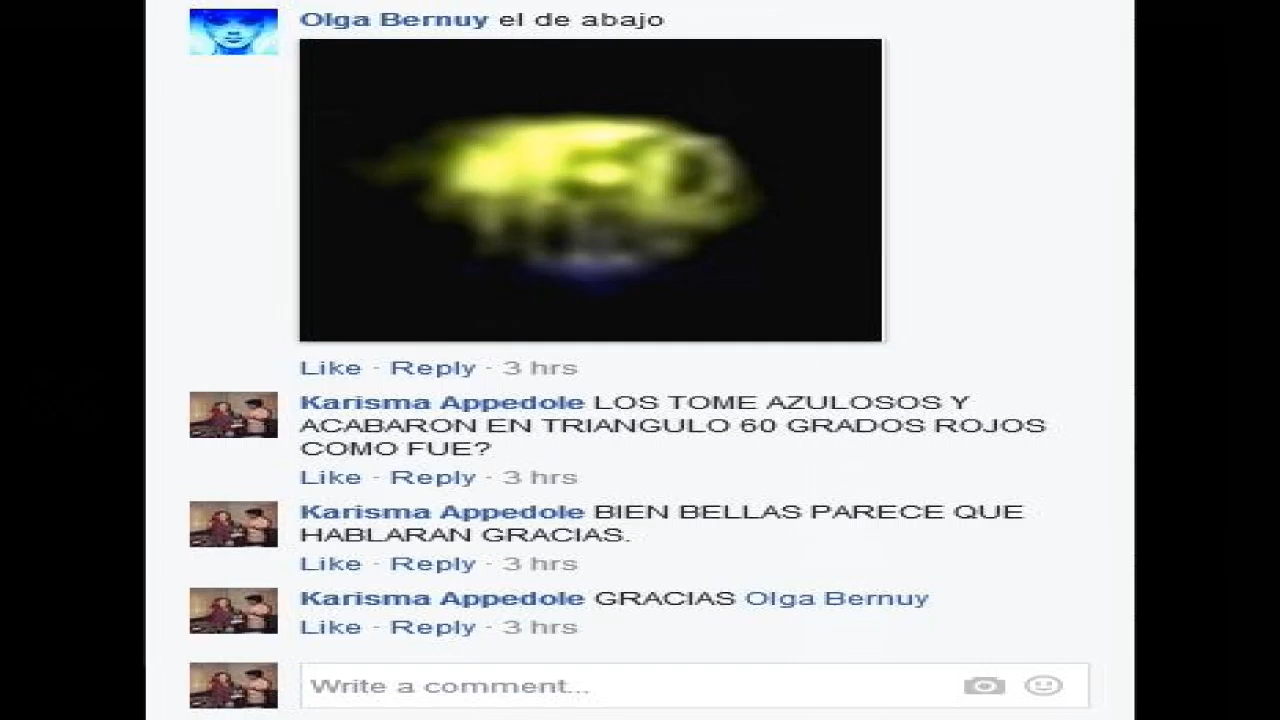 Olga Bernuy el de abajo
Like · Reply · 3 hrs
Karisma Appedole LOS TOME AZULOSOS Y
ACABARON EN TRIANGULO 60 GRADOS ROJOS
COMO FUE?
Like · Reply · 3 hrs
Karisma Appedole BIEN BELLAS PARECE QUE
HABLARAN GRACIAS.
Like · Reply · 3 hrs
Karisma Appedole GRACIAS Olga Bernuy
Like · Reply · 3 hrs
Write a comment...